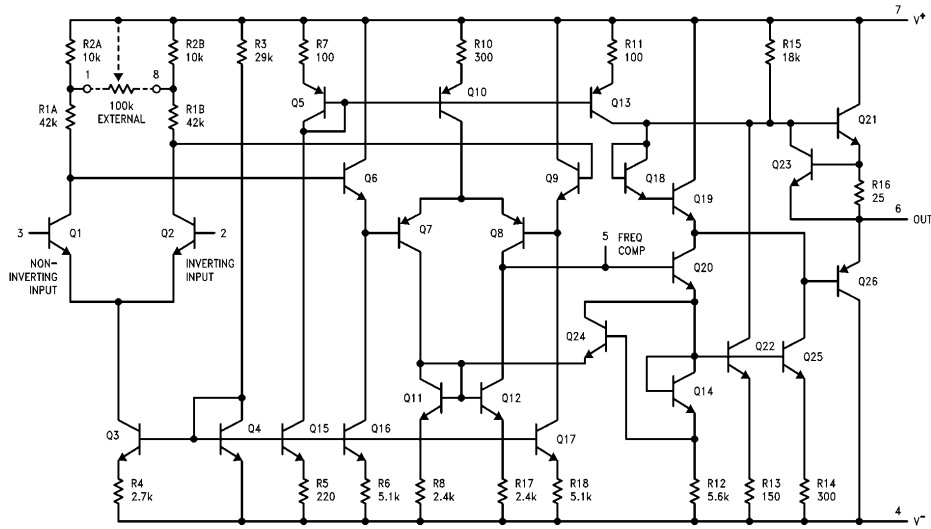 7
V+
R2A
10k
R2B
10k
R3
29k
R7
100
R10
300
R11
100
R15
18k
1
8
100k
EXTERNAL
R1A
42k
R1B
42k
Q5
Q10
Q13
Q21
Q23
Q6
Q9
Q18
Q19
R16
25
6
OUT
3
Q1
Q2
2
Q7
Q8
5
FREQ
COMP
NON-
INVERTING
INPUT
INVERTING
INPUT
Q20
Q26
Q24
Q22
Q25
Q11
Q12
Q14
Q3
Q4
Q15
Q16
Q17
R4
2.7k
R5
220
R6
5.1k
R8
2.4k
R17
2.4k
R18
5.1k
R12
5.6k
R13
150
R14
300
4
V-